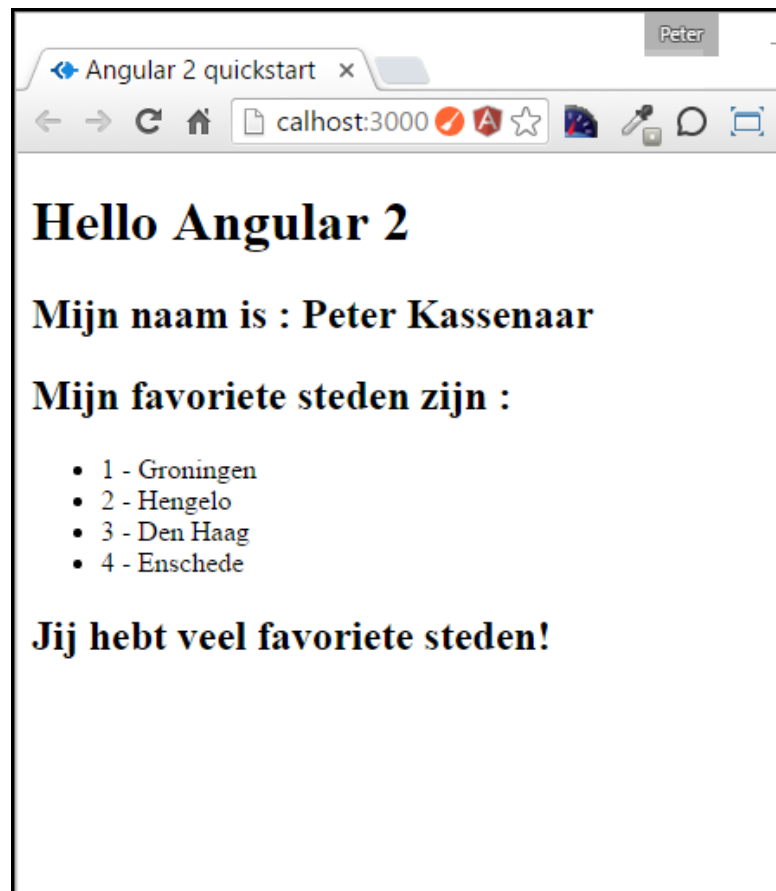 Peter
Angular 2 quickstart
calhost:3000
Hello Angular 2
Mijn naam is : Peter Kassenaar
Mijn favoriete steden zijn :
• 1 - Groningen
• 2 - Hengelo
• 3 - Den Haag
• 4 - Enschede
Jij hebt veel favoriete steden!